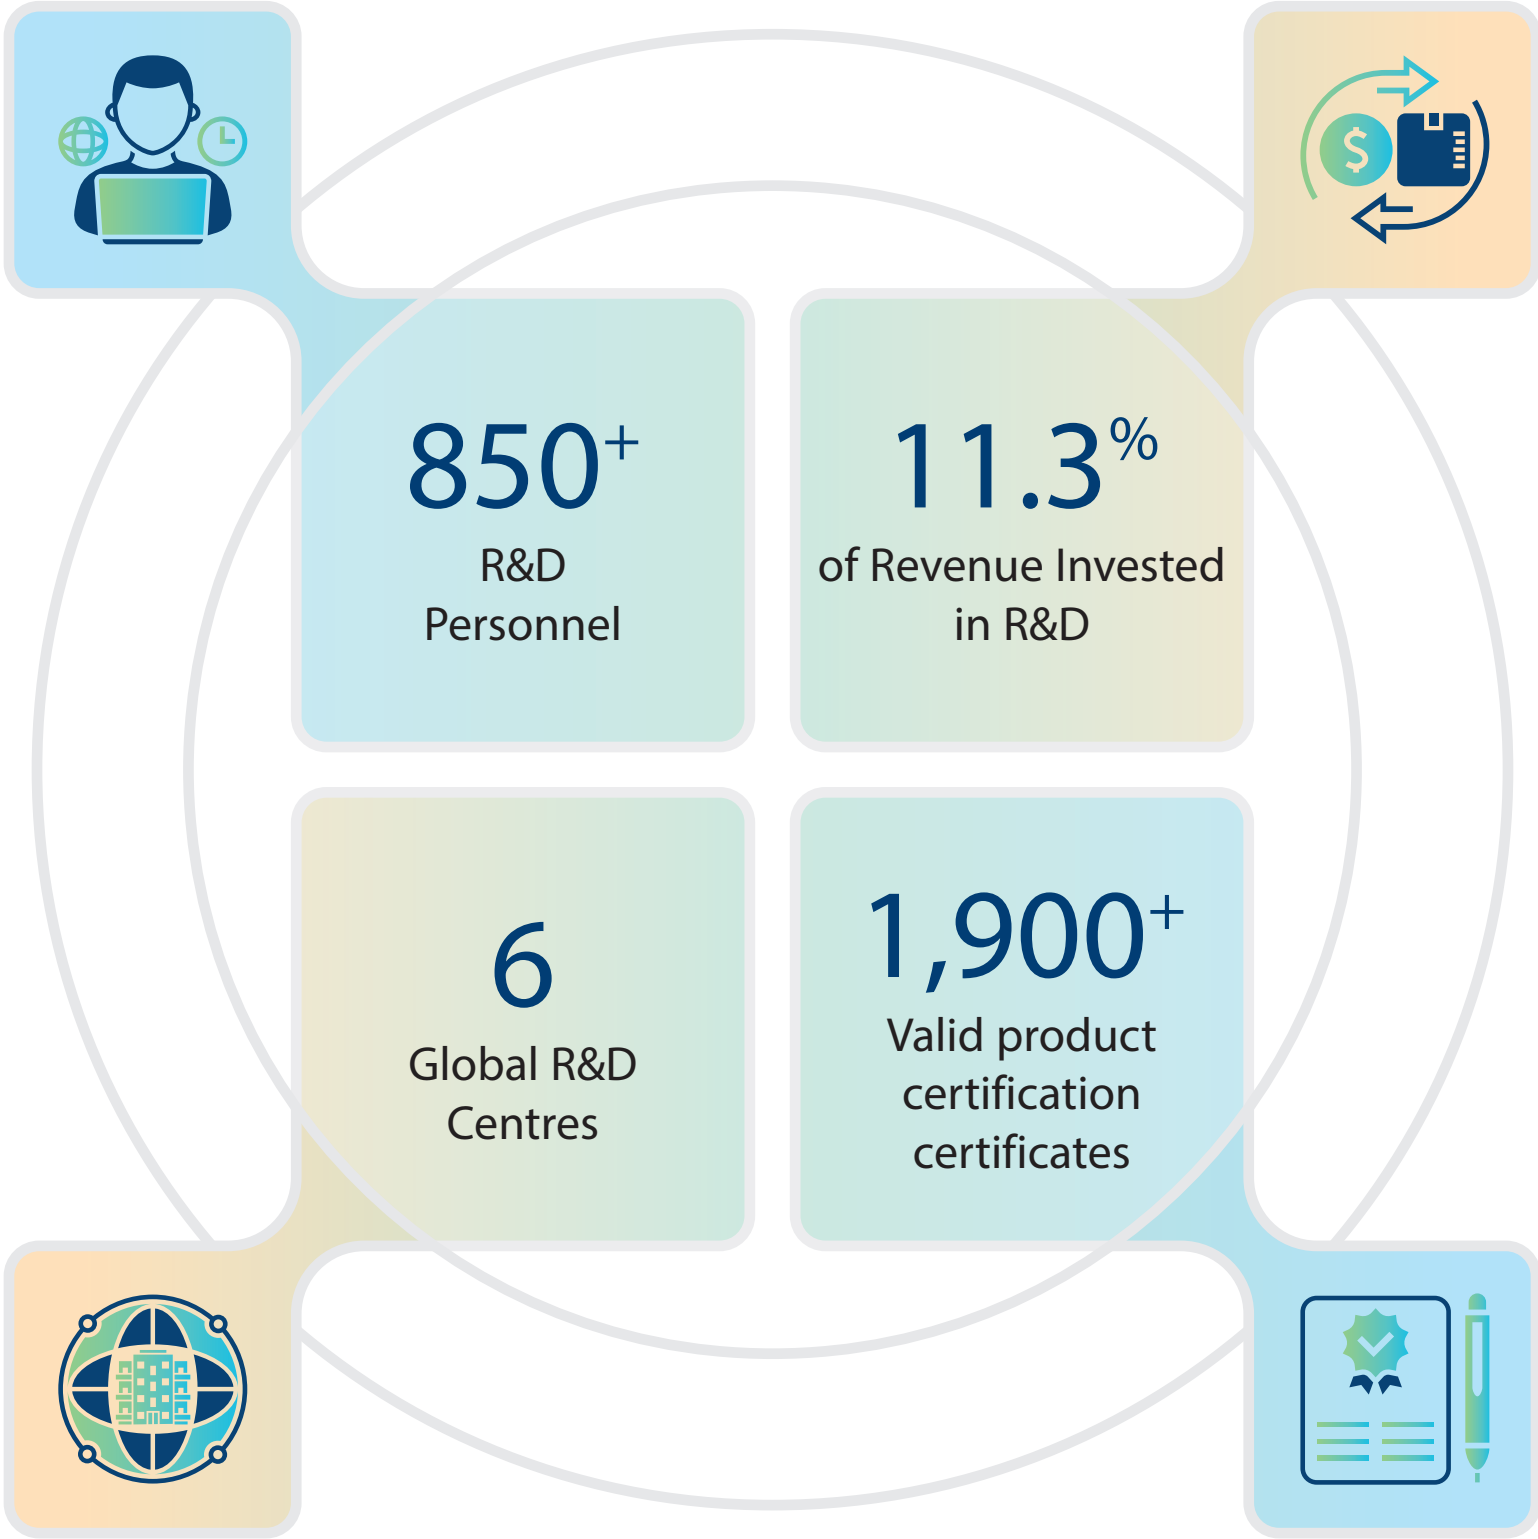 850+
R&D
Personnel
11.3%
of Revenue Invested
in R&D
6
Global R&D
Centres
1,900+
Valid product
certification
certificates